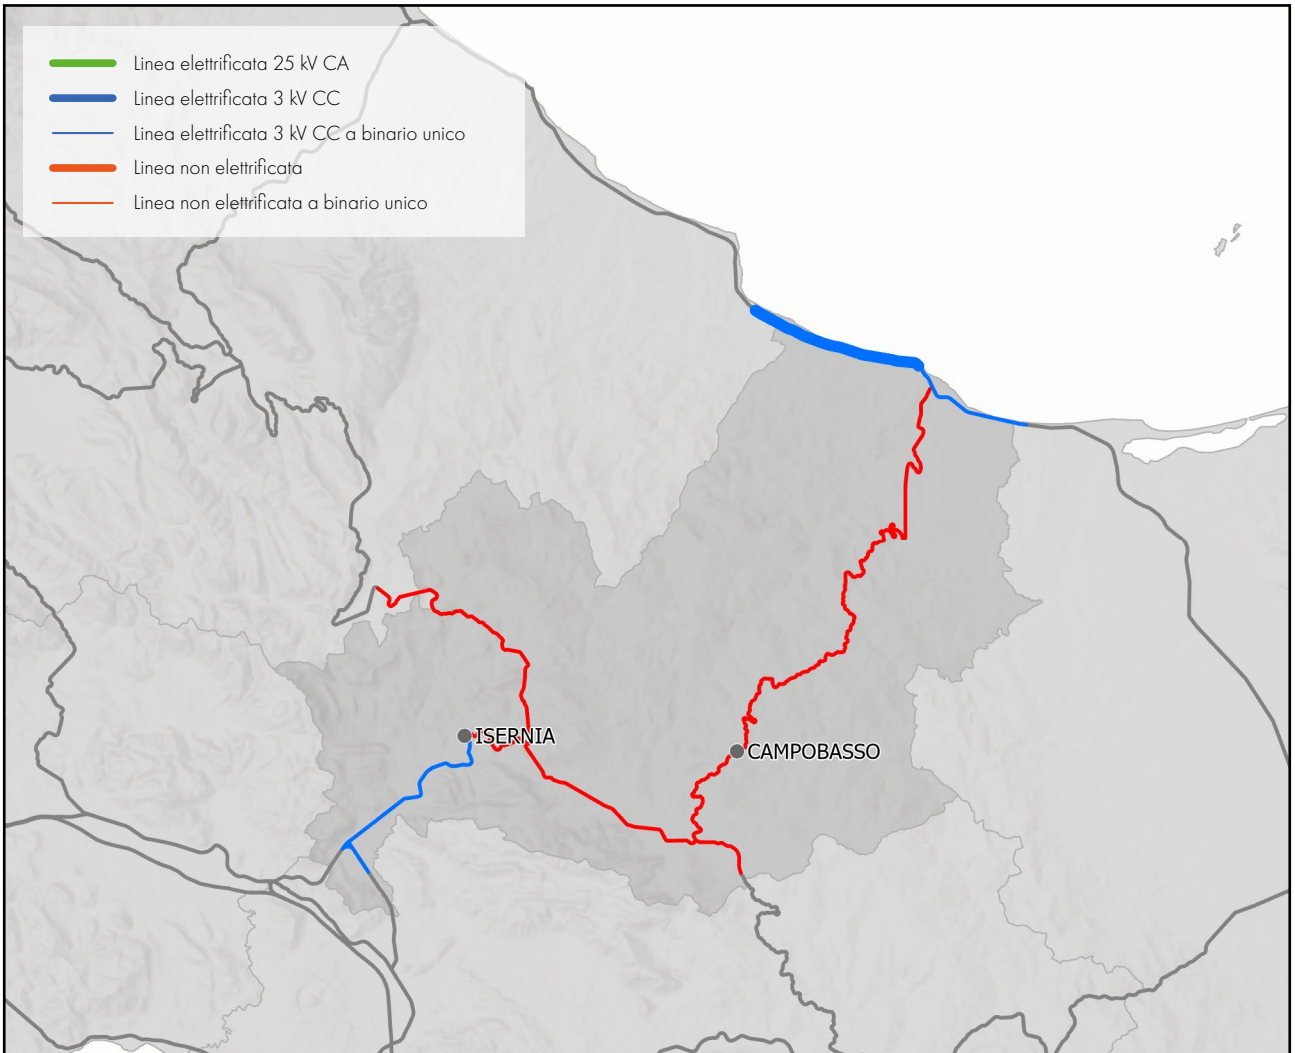 Linea elettrificata 25 kV CA
Linea elettrificata 3 kV CC
Linea elettrificata 3 kV CC a binario unico
Linea non elettrificata
Linea non elettrificata a binario unico
ISERNIA
CAMPOBASSO